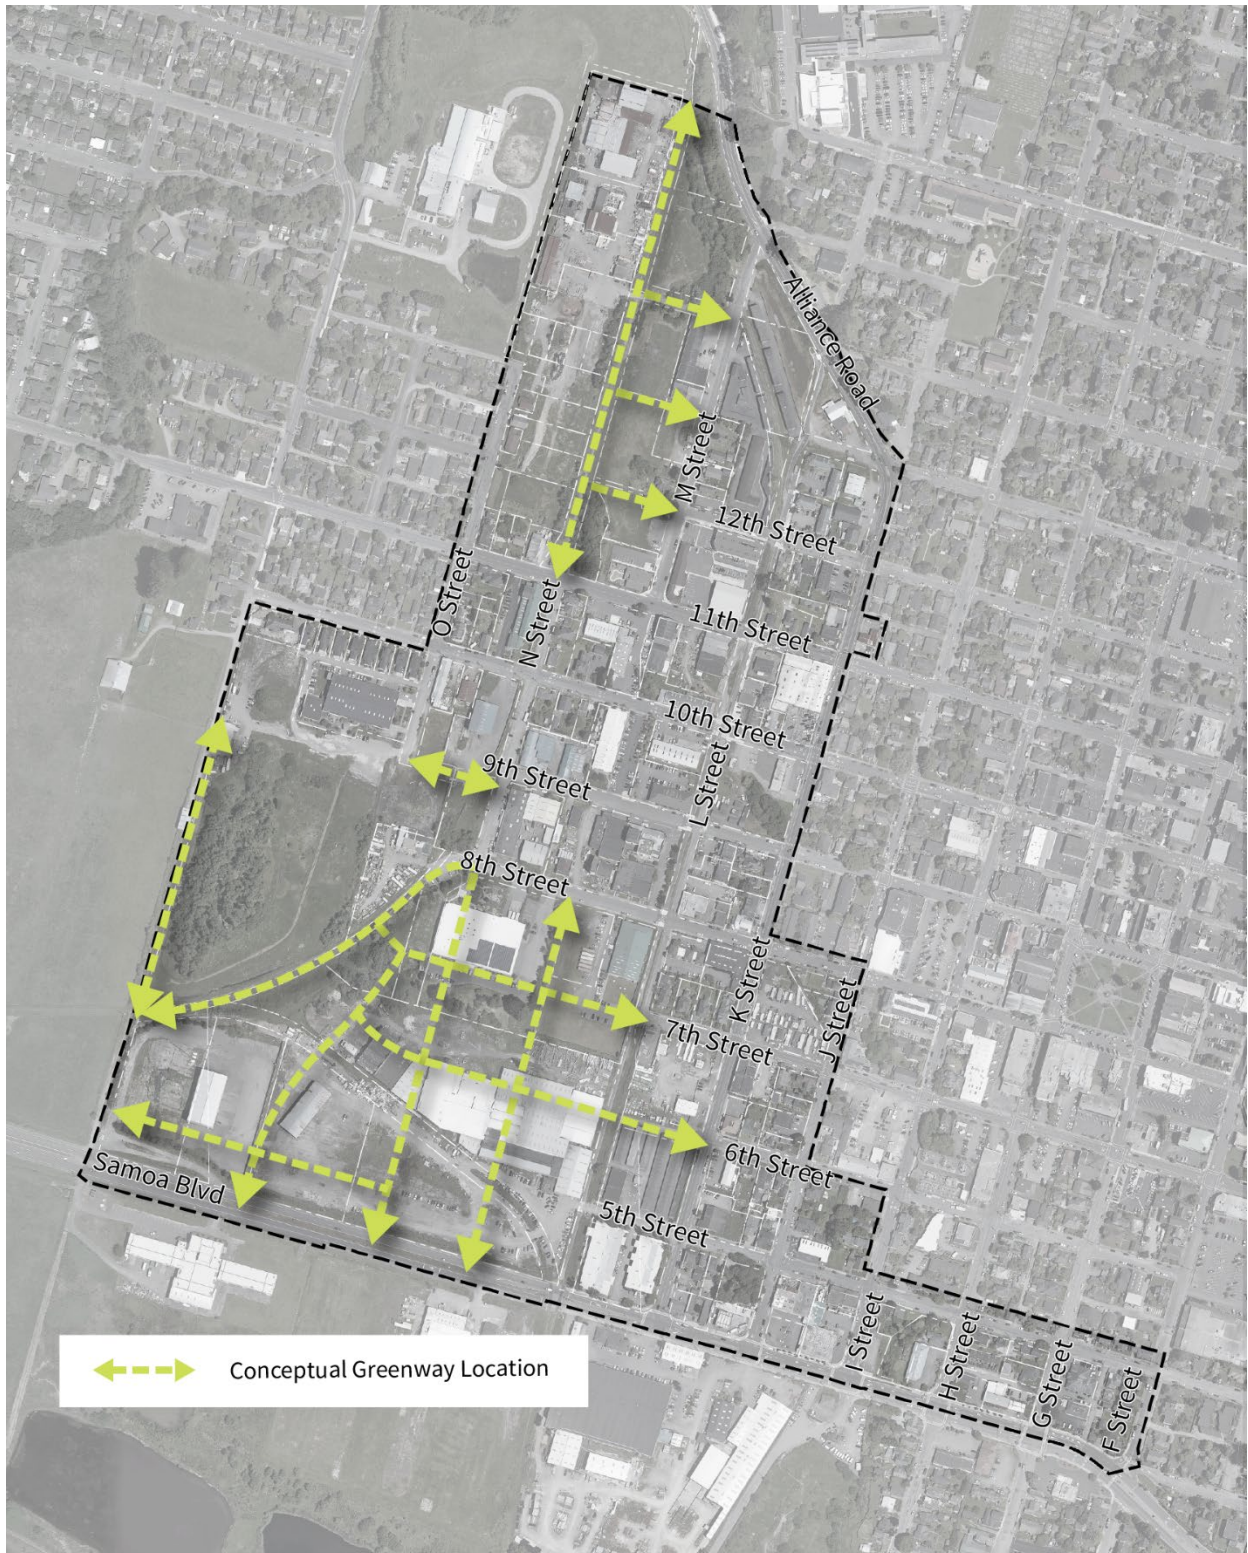 Alliance Road
M Street
12th Street
O Street
N Street
11th Street
10th Street
9th Street
L Street
8th Street
K Street
J Street
7th Street
6th Street
Samoa Blvd
5th Street
I Street
H Street
G Street
F Street
Conceptual Greenway Location